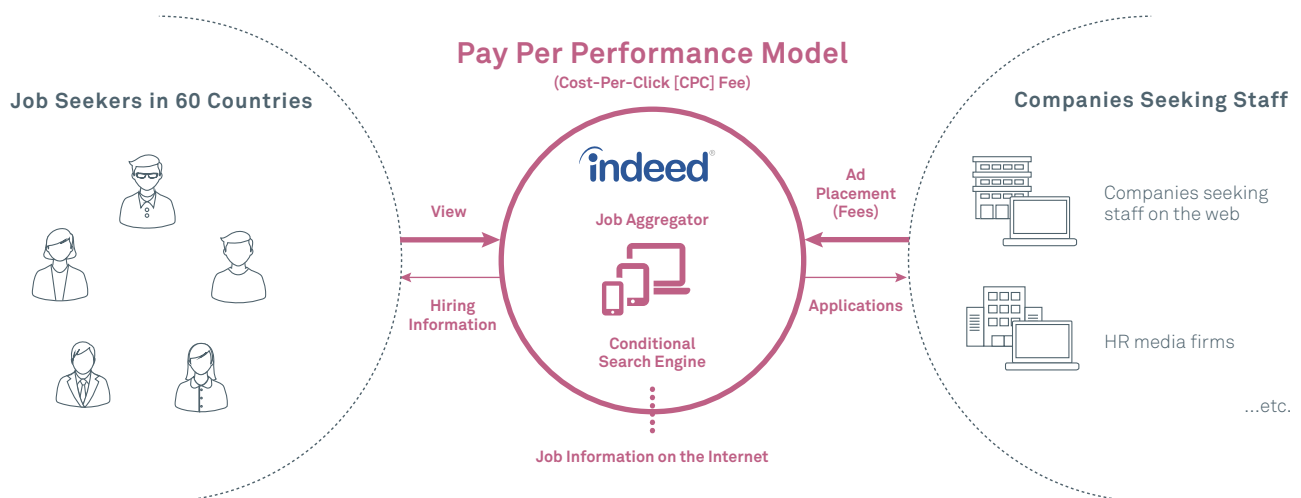 Pay Per Performance Model
(Cost-Per-Click [CPC] Fee)
Job Seekers in 60 Countries
Companies Seeking Staff
indeed®
Job Aggregator
View
Hiring
Information
Ad
Placement
(Fees)
Applications
Conditional
Search Engine
Job Information on the Internet
Companies seeking
staff on the web
HR media firms
...etc.